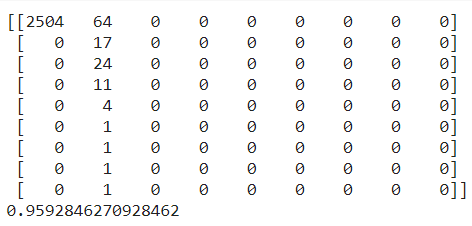 [[2504 64 0 0 0 0 0 0 0]
[ 0 17 0 0 0 0 0 0 0]
[ 0 24 0 0 0 0 0 0 0]
[ 0 11 0 0 0 0 0 0 0]
[ 0 4 0 0 0 0 0 0 0]
[ 0 1 0 0 0 0 0 0 0]
[ 0 1 0 0 0 0 0 0 0]
[ 0 1 0 0 0 0 0 0 0]
[ 0 1 0 0 0 0 0 0 0]]
0.9592846270928462